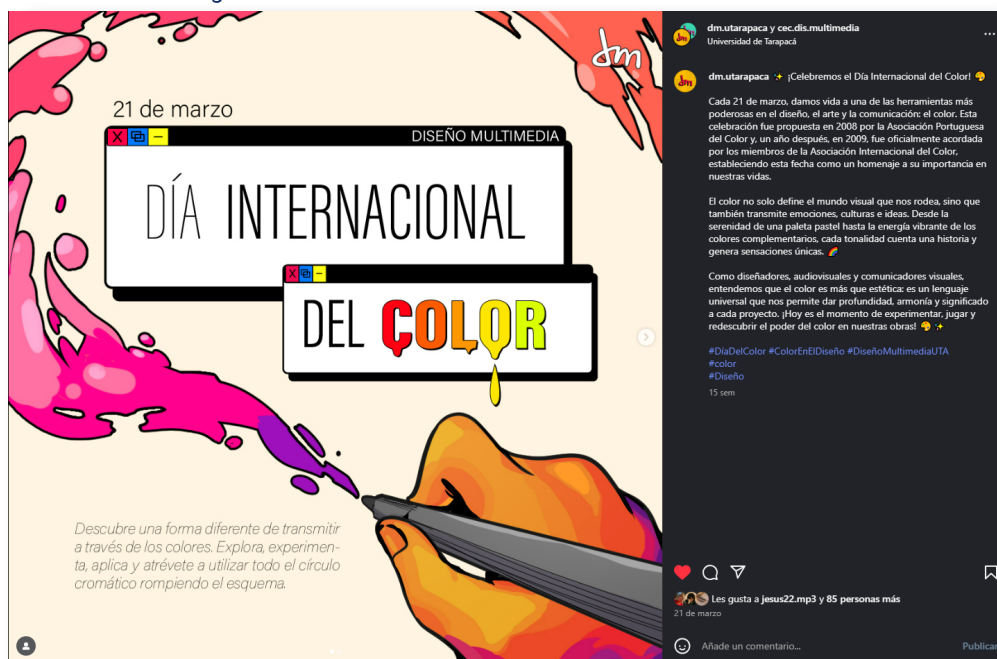 dm
21 de marzo
DISEÑO MULTIMEDIA
DÍA INTERNACIONAL
DEL COLOR
Descubre una forma diferente de transmitir
a través de los colores. Explora, experimen-
ta, aplica y atrévete a utilizar todo el círculo
cromático rompiendo el esquema.
dm.utarapaca y cec.dis.multimedia
Universidad de Tarapacá
dm.utarapaca ✨ ¡Celebremos el Día Internacional del Color! 🎨
Cada 21 de marzo, damos vida a una de las herramientas más
poderosas en el diseño, el arte y la comunicación: el color. Esta
celebración fue propuesta en 2008 por la Asociación Portuguesa
del Color y, un año después, en 2009, fue oficialmente acordada
por los miembros de la Asociación Internacional del Color,
estableciendo esta fecha como un homenaje a su importancia en
nuestras vidas.
El color no solo define el mundo visual que nos rodea, sino que
también transmite emociones, culturas e ideas. Desde la
serenidad de una paleta pastel hasta la energía vibrante de los
colores complementarios, cada tonalidad cuenta una historia y
genera sensaciones únicas. 🌈
Como diseñadores, audiovisuales y comunicadores visuales,
entendemos que el color es más que estética: es un lenguaje
universal que nos permite dar profundidad, armonía y significado
a cada proyecto. ¡Hoy es el momento de experimentar, jugar y
redescubrir el poder del color en nuestras obras! 🎨 ✨
#DíaDelColor #ColorEnElDiseño #DiseñoMultimediaUTA
#color
#Diseño
15 sem
Les gusta a jesus22.mp3 y 85 personas más
21 de marzo
Añade un comentario...
Publicar